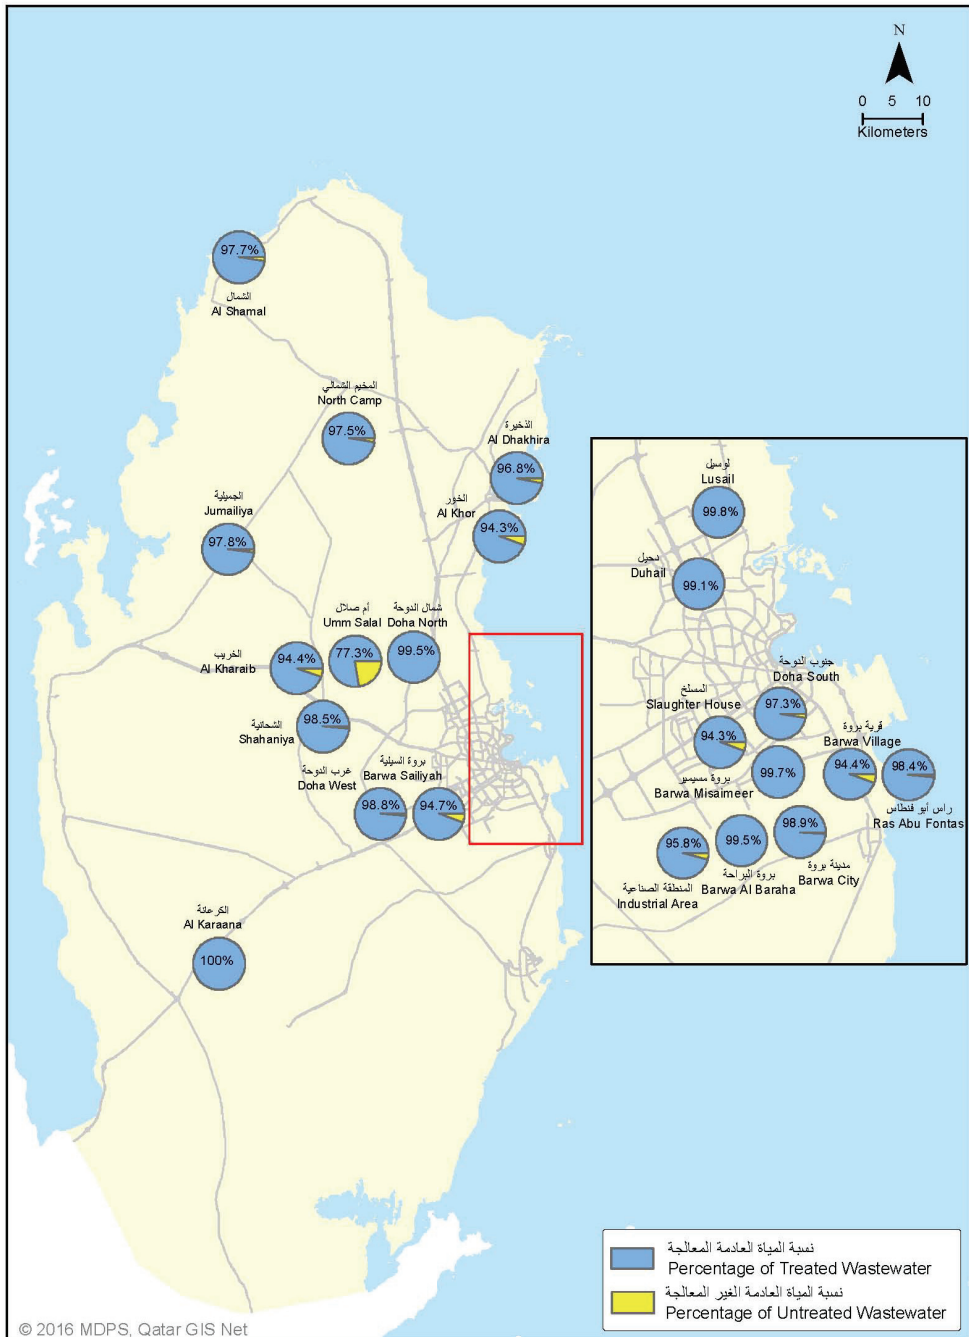 N
0 5 10
Kilometers
97.7%
الشمال
Al Shamal
المخيم الشمالي
North Camp
97.5%
الذخيرة
Al Dhakhira
96.8%
الخور
Al Khor
94.3%
الجميلية
Jumailiya
97.8%
أم صلال
Umm Salal
77.3%
شمال الدوحة
Doha North
99.5%
الخريب
Al Kharaib
94.4%
98.5%
الشحانية
Shahaniya
غرب الدوحة
Doha West
98.8%
بروة السيلية
Barwa Sailiyah
94.7%
الكرعانة
Al Karaana
100%
لوسيل
Lusail
99.8%
دحيل
Duhail
99.1%
جنوب الدوحة
Doha South
97.3%
المسلخ
Slaughter House
94.3%
قرية بروة
Barwa Village
94.4%
98.4%
راس أبو فنطاس
Ras Abu Fontas
99.7%
بروة مسيمير
Barwa Misaimeer
98.9%
مدينة بروة
Barwa City
99.5%
بروة البراحة
Barwa Al Baraha
95.8%
المنطقة الصناعية
Industrial Area
نسبة المياة العادمة المعالجة
Percentage of Treated Wastewater
نسبة المياة العادمة الغير المعالجة
Percentage of Untreated Wastewater
© 2016 MDPS, Qatar GIS Net